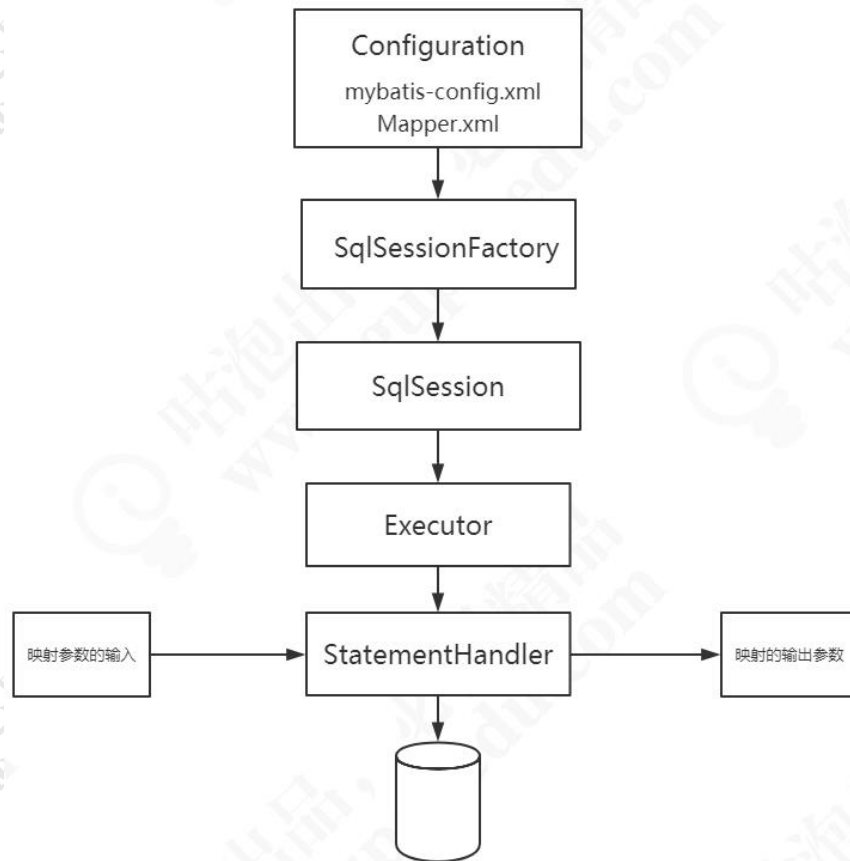 Configuration
mybatis-config.xml
Mapper.xml
SqlSessionFactory
SqlSession
Executor
映射参数的输入
StatementHandler
映射的输出参数